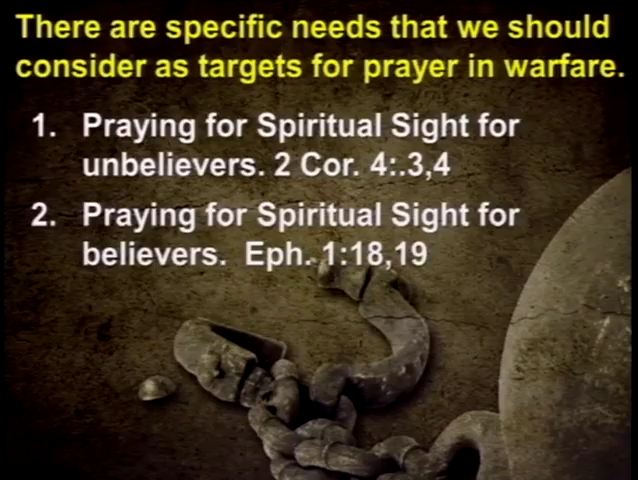 There are specific needs that we should
consider as targets for prayer in warfare.
1. Praying for Spiritual Sight for
unbelievers. 2 Cor. 4:.3,4
2. Praying for Spiritual Sight for
believers. Eph. 1:18,19